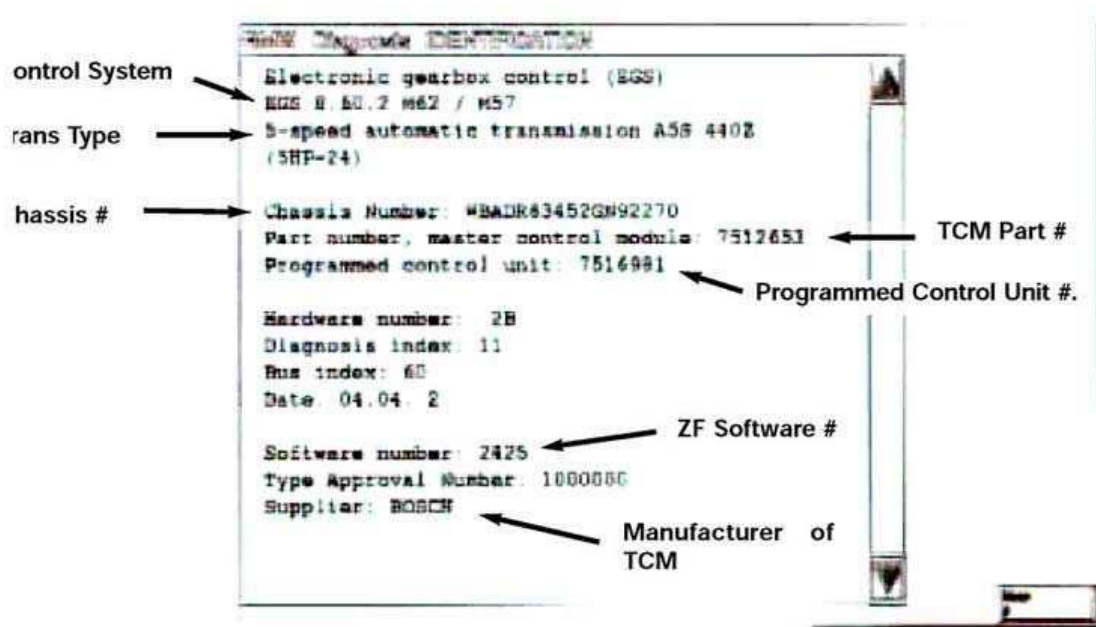 Diagnosis IDENTIFICATION
ontrol System
Electronic gearbox control (EGS)
EGS 8.60.2 M62 / M57
rans Type
5-speed automatic transmission A5S 440Z
(5HP-24)
hassis #
Chassis Number: WBADR63452GN92270
Part number, master control module: 7512653
TCM Part #
Programmed control unit: 7516981
Programmed Control Unit #.
Hardware number: 2B
Diagnosis index: 11
Bus index: 60
Date: 04.04. 2
ZF Software #
Software number: 2425
Type Approval Number:
Supplier: BOSCH
Manufacturer of
TCM